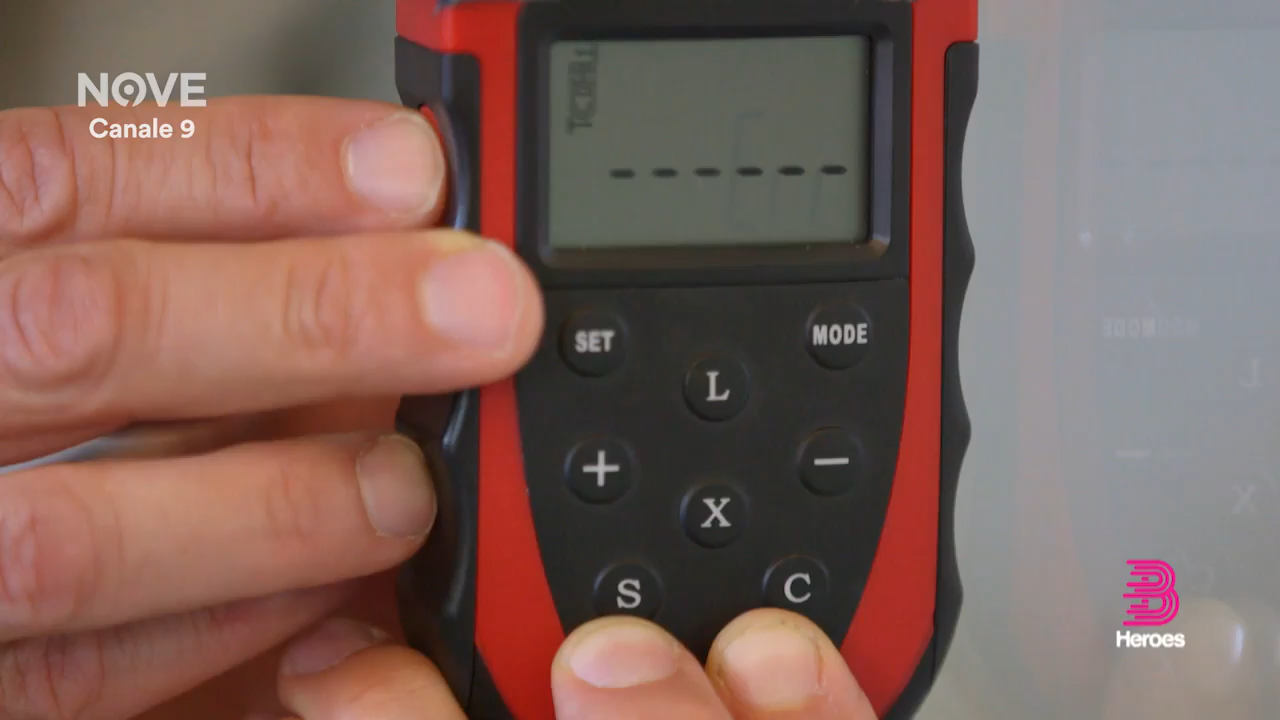 NOVE
Canale 9
------
SET
MODE
L
+
−
X
S
C
Heroes